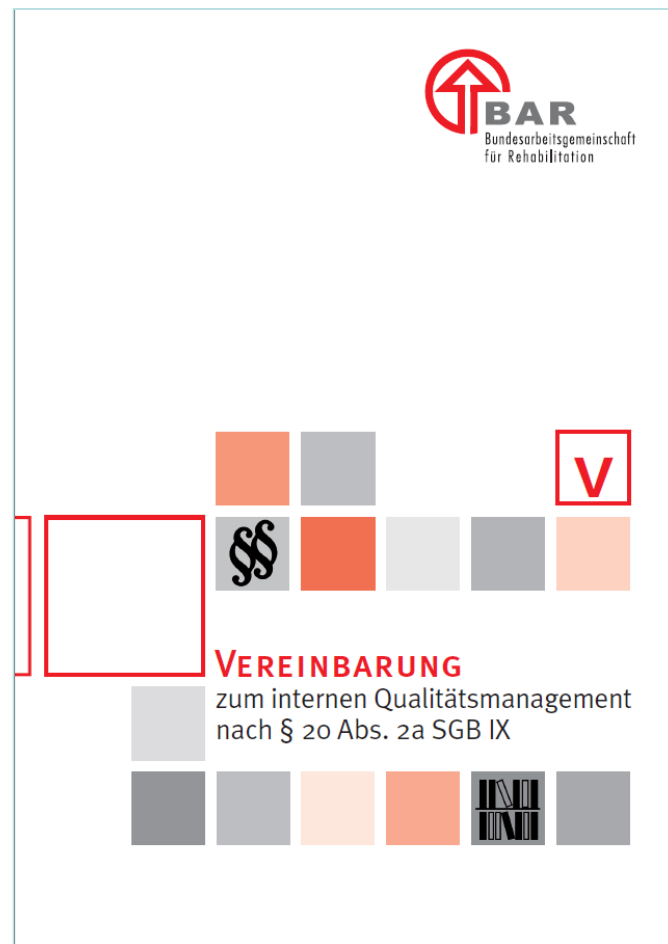 BAR
Bundesarbeitsgemeinschaft
für Rehabilitation
V
§§
VEREINBARUNG
zum internen Qualitätsmanagement
nach § 20 Abs. 2a SGB IX